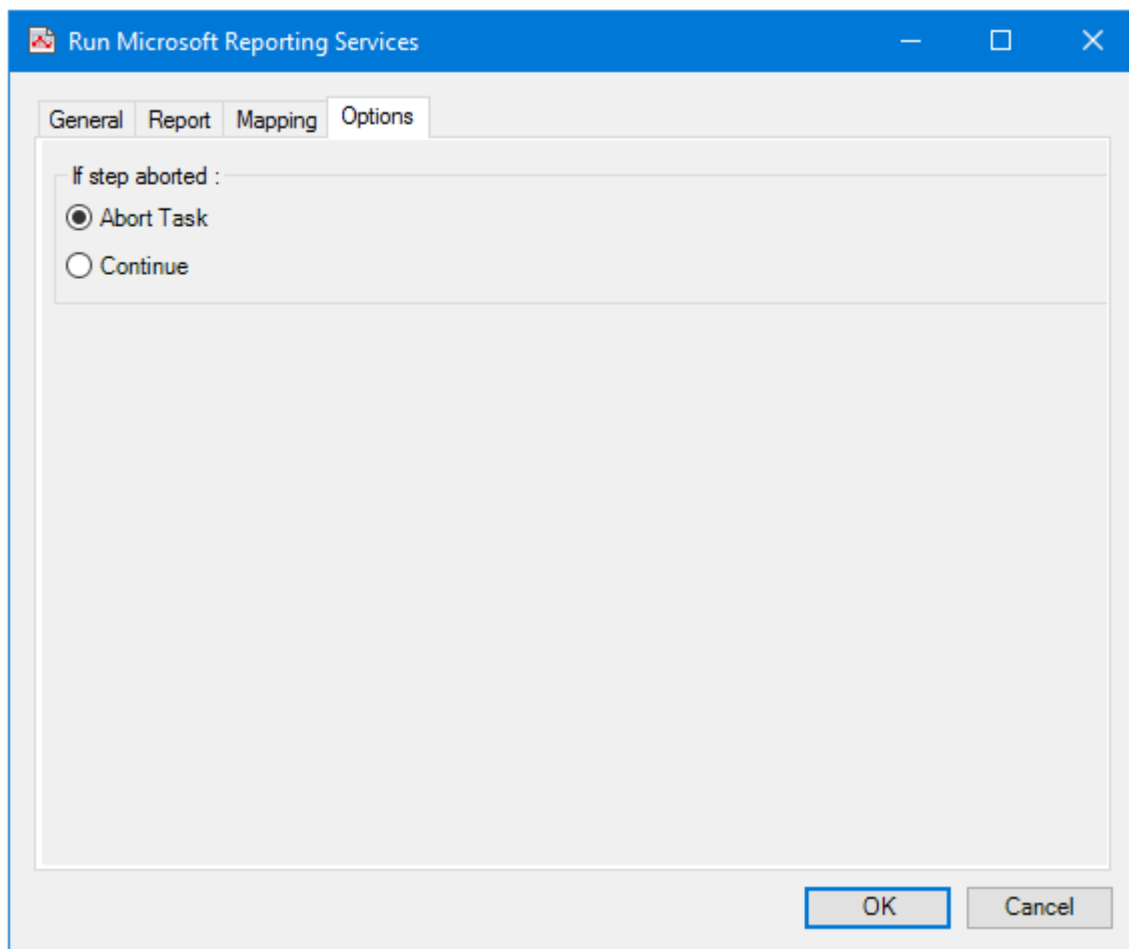 Run Microsoft Reporting Services
General Report Mapping Options
If step aborted :
Abort Task
Continue
OK Cancel